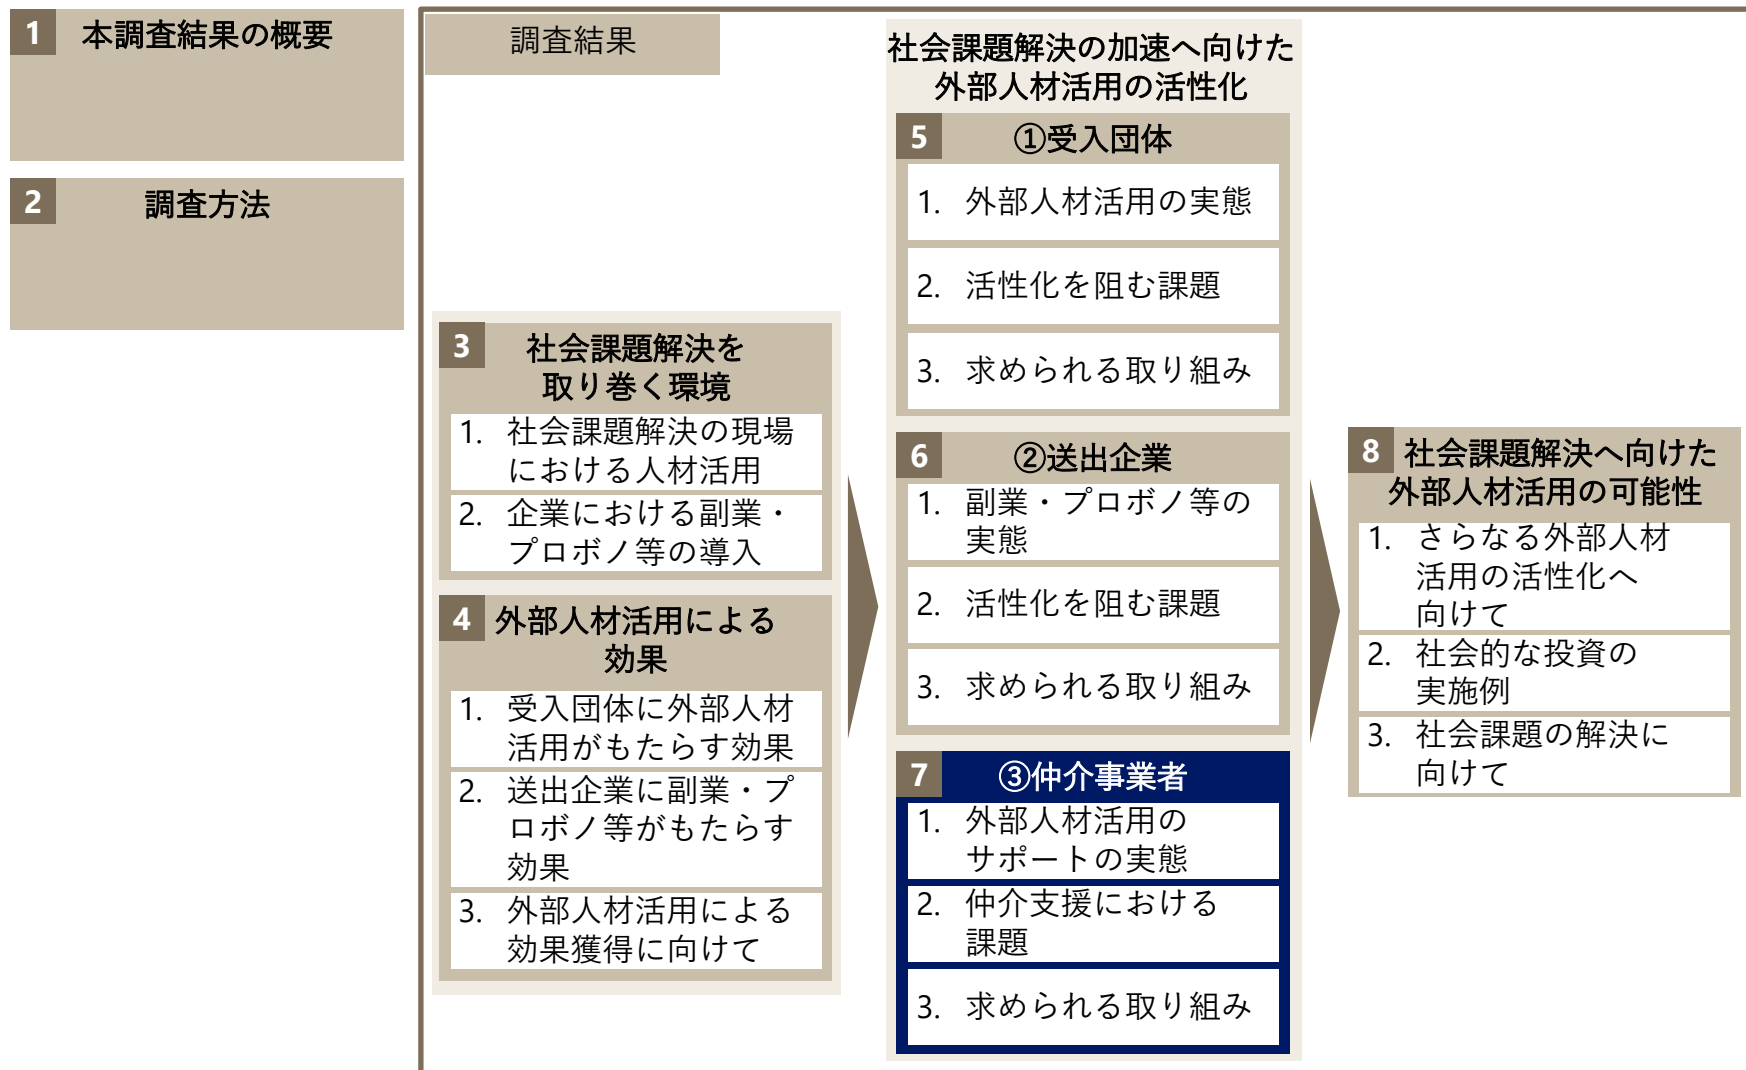 1 本調査結果の概要
2 調査方法
調査結果
3 社会課題解決を
取り巻く環境
1. 社会課題解決の現場
における人材活用
2. 企業における副業・
プロボノ等の導入
4 外部人材活用による
効果
1. 受入団体に外部人材
活用がもたらす効果
2. 送出企業に副業・プ
ロボノ等がもたらす
効果
3. 外部人材活用による
効果獲得に向けて
社会課題解決の加速へ向けた
外部人材活用の活性化
5 ①受入団体
1. 外部人材活用の実態
2. 活性化を阻む課題
3. 求められる取り組み
6 ②送出企業
1. 副業・プロボノ等の
実態
2. 活性化を阻む課題
3. 求められる取り組み
7 ③仲介事業者
1. 外部人材活用の
サポートの実態
2. 仲介支援における
課題
3. 求められる取り組み
8 社会課題解決へ向けた
外部人材活用の可能性
1. さらなる外部人材
活用の活性化へ
向けて
2. 社会的な投資の
実施例
3. 社会課題の解決に
向けて